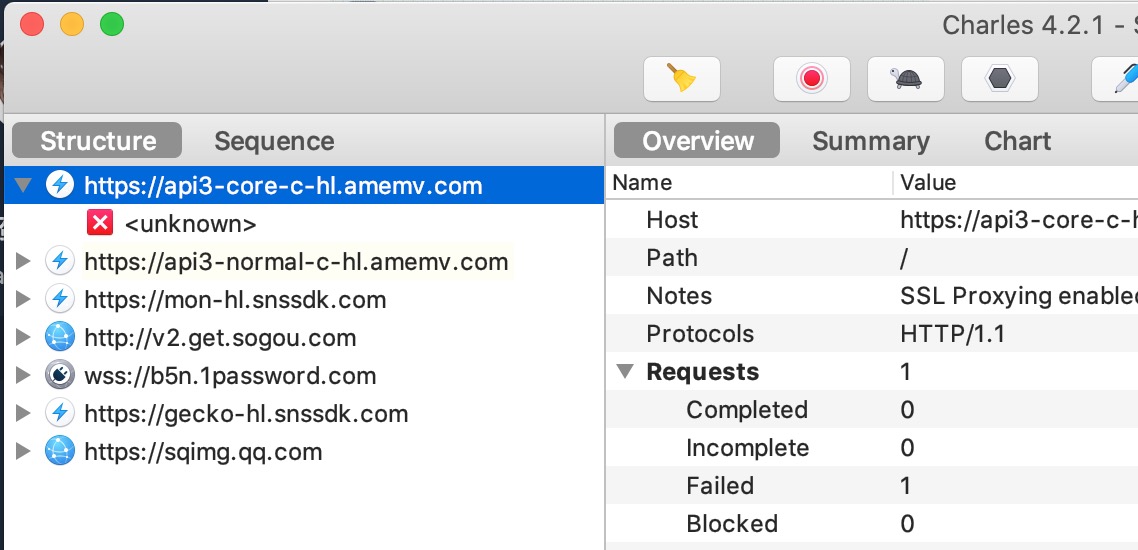 Charles 4.2.1 -
Structure
Sequence
Overview
Summary
Chart
https://api3-core-c-hl.amemv.com
<unknown>
https://api3-normal-c-hl.amemv.com
https://mon-hl.snssdk.com
http://v2.get.sogou.com
wss://b5n.1password.com
https://gecko-hl.snssdk.com
https://sqimg.qq.com
Name Value
Host https://api3-core-c-h
Path /
Notes SSL Proxying enabled
Protocols HTTP/1.1
Requests 1
Completed 0
Incomplete 0
Failed 1
Blocked 0